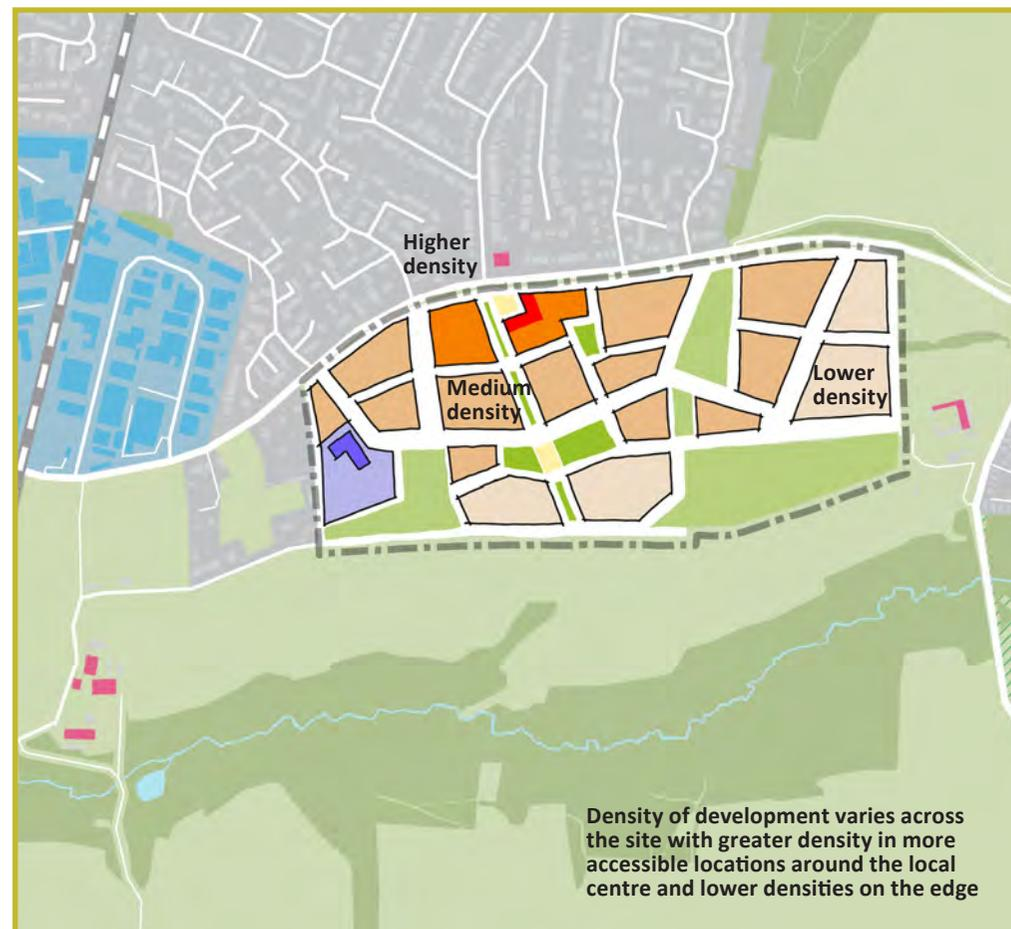 Higher
density
Medium
density
Lower
density
Density of development varies across
the site with greater density in more
accessible locations around the local
centre and lower densities on the edge